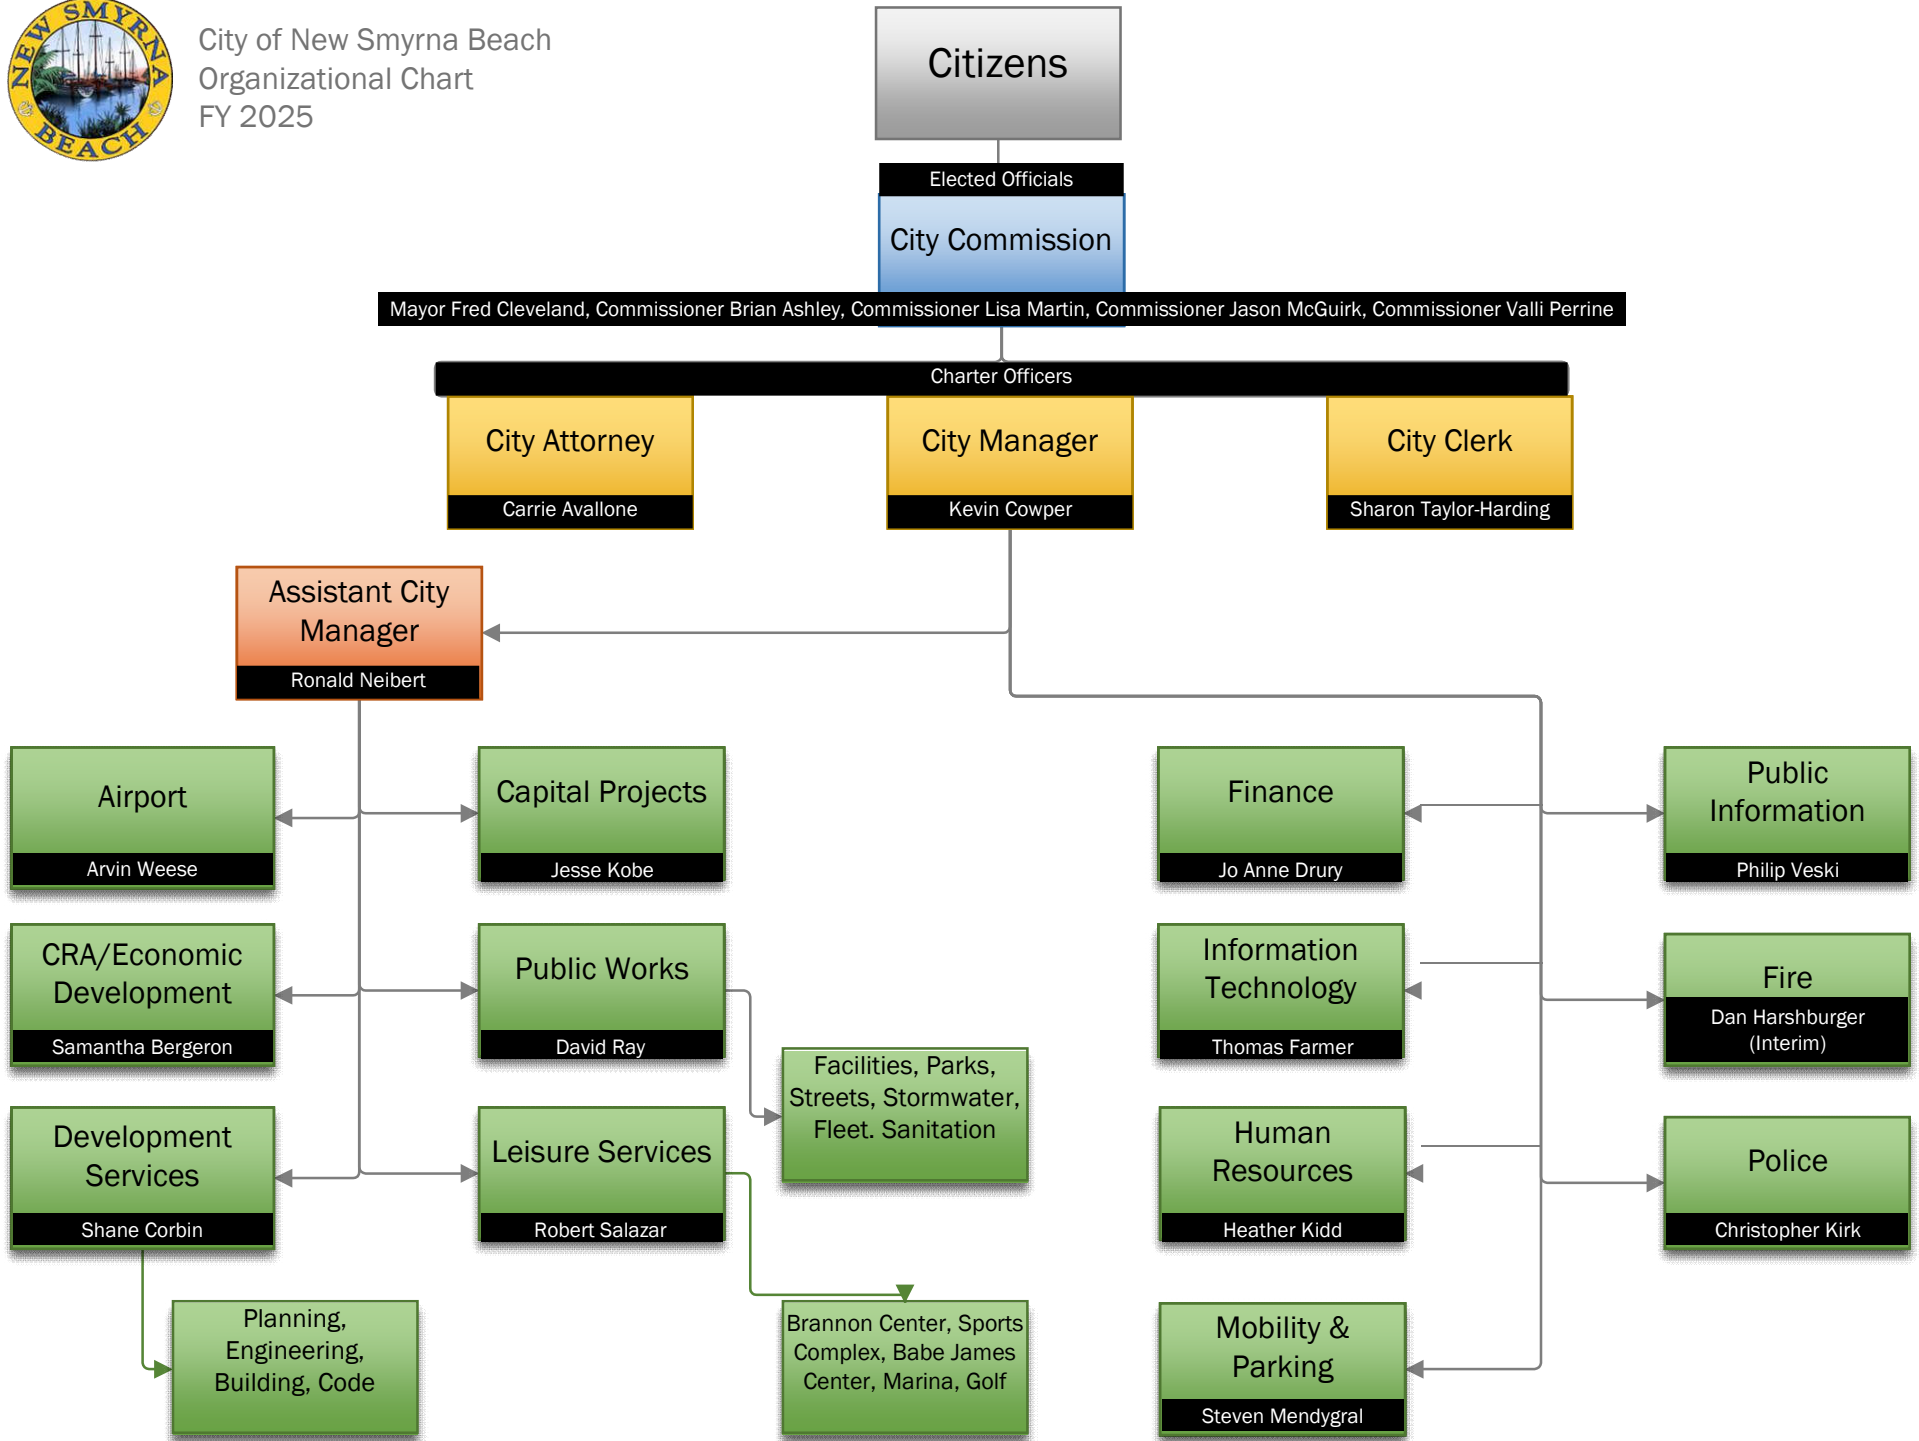 NEW SMYRNA
BEACH
City of New Smyrna Beach
Organizational Chart
FY 2025
Citizens
Elected Officials
City Commission
Mayor Fred Cleveland, Commissioner Brian Ashley, Commissioner Lisa Martin, Commissioner Jason McGuirk, Commissioner Valli Perrine
Charter Officers
City Attorney
Carrie Avallone
City Manager
Kevin Cowper
City Clerk
Sharon Taylor-Harding
Assistant City
Manager
Ronald Neibert
Airport
Arvin Weese
Capital Projects
Jesse Kobe
Finance
Jo Anne Drury
Public
Information
Philip Veski
CRA/Economic
Development
Samantha Bergeron
Public Works
David Ray
Information
Technology
Thomas Farmer
Fire
Dan Harshburger
(Interim)
Facilities, Parks,
Streets, Stormwater,
Fleet. Sanitation
Development
Services
Shane Corbin
Leisure Services
Robert Salazar
Human
Resources
Heather Kidd
Police
Christopher Kirk
Planning,
Engineering,
Building, Code
Brannon Center, Sports
Complex, Babe James
Center, Marina, Golf
Mobility &
Parking
Steven Mendygral